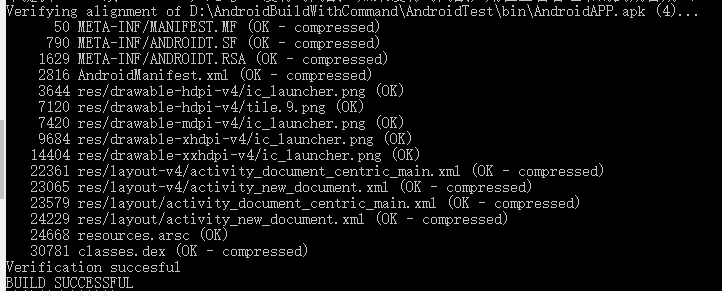 Verifying alignment of D:\AndroidBuildWithCommand\AndroidTest\bin\AndroidAPP.apk (4)...
50 META-INF/MANIFEST.MF (OK - compressed)
790 META-INF/ANDROIDT.SF (OK - compressed)
1629 META-INF/ANDROIDT.RSA (OK - compressed)
2816 AndroidManifest.xml (OK - compressed)
3644 res/drawable-hdpi-v4/ic_launcher.png (OK)
7120 res/drawable-hdpi-v4/tile.9.png (OK)
7420 res/drawable-mdpi-v4/ic_launcher.png (OK)
9684 res/drawable-xhdpi-v4/ic_launcher.png (OK)
14404 res/drawable-xxhdpi-v4/ic_launcher.png (OK)
22361 res/layout-v4/activity_document_centric_main.xml (OK - compressed)
23065 res/layout-v4/activity_new_document.xml (OK - compressed)
23579 res/layout/activity_document_centric_main.xml (OK - compressed)
24229 res/layout/activity_new_document.xml (OK - compressed)
24668 resources.arsc (OK)
30781 classes.dex (OK - compressed)
Verification succesful
BUILD SUCCESSFUL